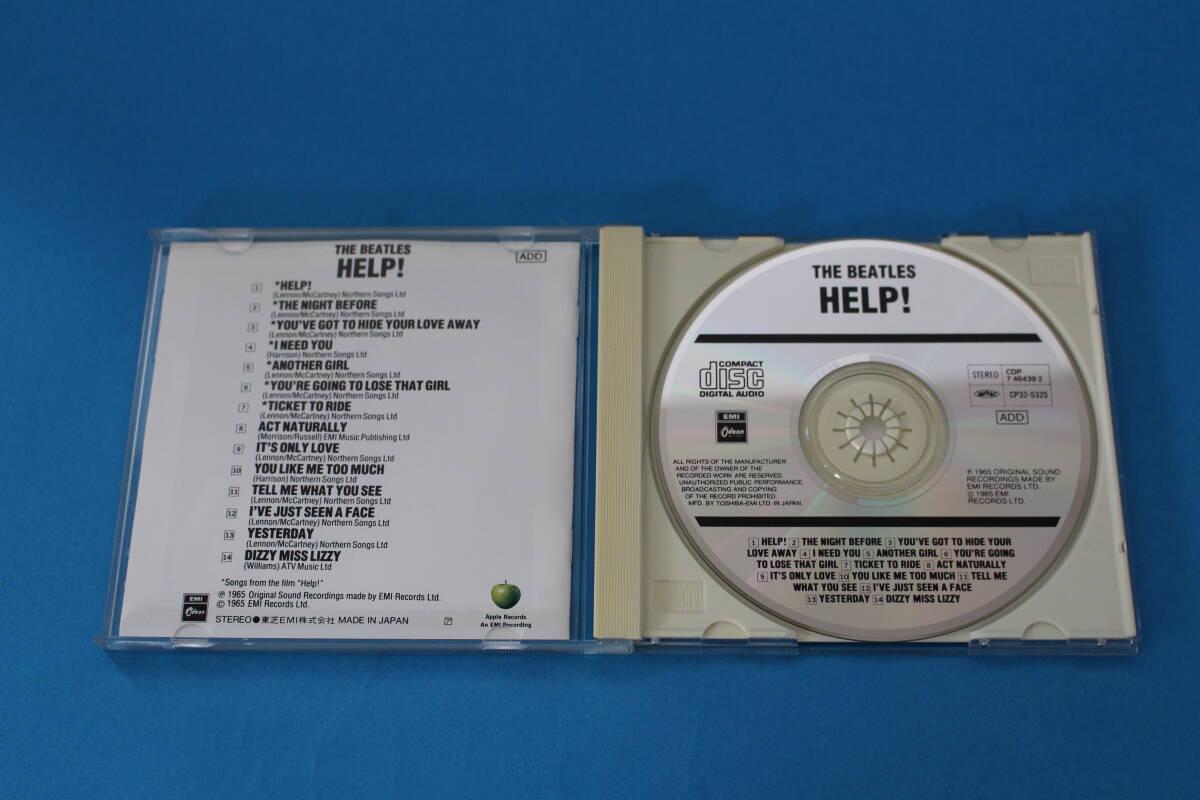 THE BEATLES
HELP!
ADD
1 *HELP!
(Lennon/McCartney) Northern Songs Ltd
2 *THE NIGHT BEFORE
(Lennon/McCartney) Northern Songs Ltd
3 *YOU'VE GOT TO HIDE YOUR LOVE AWAY
(Lennon/McCartney) Northern Songs Ltd
4 *I NEED YOU
(Harrison) Northern Songs Ltd
5 *ANOTHER GIRL
(Lennon/McCartney) Northern Songs Ltd
6 *YOU'RE GOING TO LOSE THAT GIRL
(Lennon/McCartney) Northern Songs Ltd
7 *TICKET TO RIDE
(Lennon/McCartney) Northern Songs Ltd
8 ACT NATURALLY
(Morrison/Russell) EMI Music Publishing Ltd
9 IT'S ONLY LOVE
(Lennon/McCartney) Northern Songs Ltd
10 YOU LIKE ME TOO MUCH
(Harrison) Northern Songs Ltd
11 TELL ME WHAT YOU SEE
(Lennon/McCartney) Northern Songs Ltd
12 I'VE JUST SEEN A FACE
(Lennon/McCartney) Northern Songs Ltd
13 YESTERDAY
(Lennon/McCartney) Northern Songs Ltd
14 DIZZY MISS LIZZY
(Williams) ATV Music Ltd
*Songs from the film "Help!"
℗ 1965 Original Sound Recordings made by EMI Records Ltd.
© 1965 EMI Records Ltd.
EMI
Odeon
STEREO●東芝EMI株式会社 MADE IN JAPAN
Apple Records
An EMI Recording
THE BEATLES
HELP!
COMPACT
disc
DIGITAL AUDIO
EMI
Odeon
STEREO
CDP
7 46439 2
CP32-5325
ADD
ALL RIGHTS OF THE MANUFACTURER
AND OF THE OWNER OF THE
RECORDED WORK ARE RESERVED.
UNAUTHORIZED PUBLIC PERFORMANCE,
BROADCASTING AND COPYING
OF THE RECORD PROHIBITED.
MFD. BY TOSHIBA-EMI LTD. IN JAPAN.
℗ 1965 ORIGINAL SOUND
RECORDINGS MADE BY
EMI RECORDS LTD.
© 1965 EMI
RECORDS LTD.
1 HELP! 2 THE NIGHT BEFORE 3 YOU'VE GOT TO HIDE YOUR
LOVE AWAY 4 I NEED YOU 5 ANOTHER GIRL 6 YOU'RE GOING
TO LOSE THAT GIRL 7 TICKET TO RIDE 8 ACT NATURALLY
9 IT'S ONLY LOVE 10 YOU LIKE ME TOO MUCH 11 TELL ME
WHAT YOU SEE 12 I'VE JUST SEEN A FACE
13 YESTERDAY 14 DIZZY MISS LIZZY